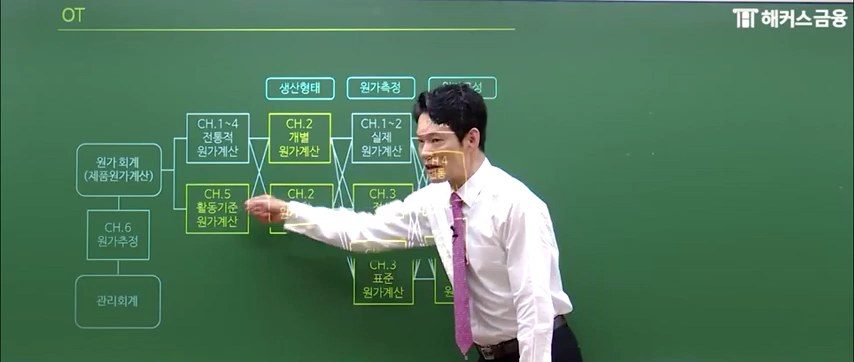 OT
해커스금융
생산형태
원가측정
CH.1~4
전통적
원가계산
CH.2
개별
원가계산
CH.1~2
실제
원가계산
원가 회계
(제품원가계산)
CH.5
활동기준
원가계산
CH.2
CH.3
CH.6
원가추정
CH.3
표준
원가계산
관리회계